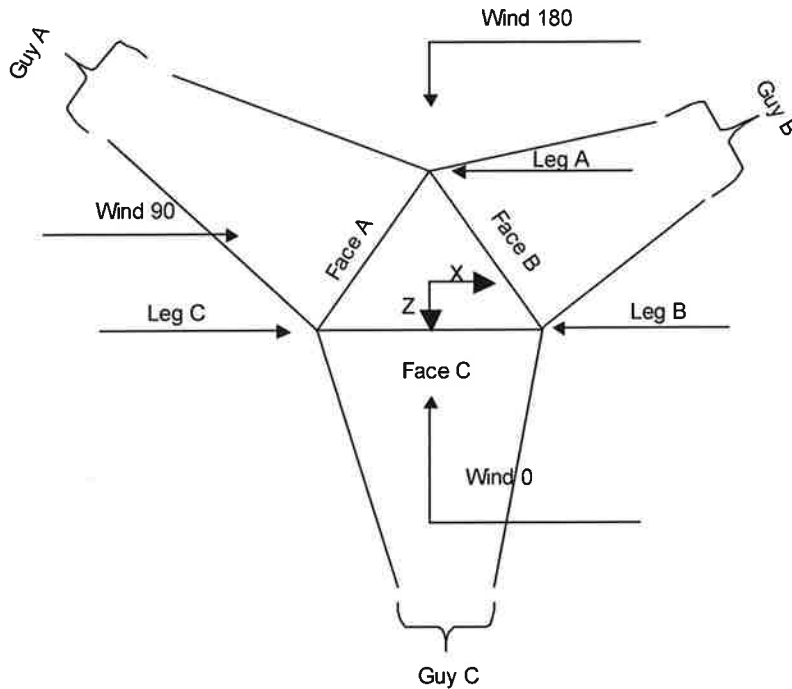 Wind 180
Guy A
Guy B
Leg A
Wind 90
Face A
Face B
X
Z
Leg C
Leg B
Face C
Wind 0
Guy C